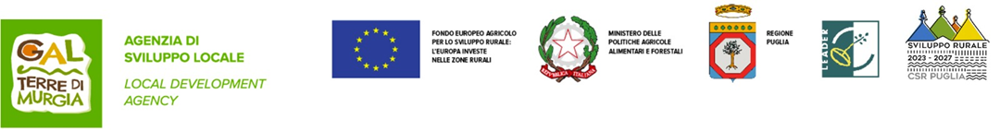 GAL
TERRE DI
MURGIA
AGENZIA DI
SVILUPPO LOCALE
LOCAL DEVELOPMENT
AGENCY
FONDO EUROPEO AGRICOLO
PER LO SVILUPPO RURALE:
L'EUROPA INVESTE
NELLE ZONE RURALI
REPVBBLICA ITALIANA
MINISTERO DELLE
POLITICHE AGRICOLE
ALIMENTARI E FORESTALI
REGIONE
PUGLIA
LEADER
SVILUPPO RURALE
2023 - 2027
CSR PUGLIA